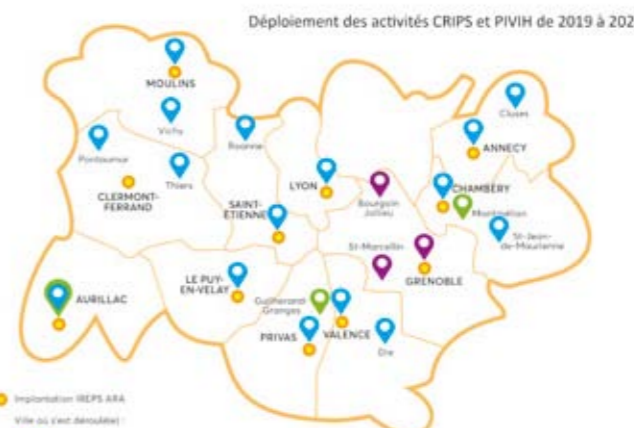 Déploiement des activités CRIPS et PIVIH de 2019 à 202
MOULINS
Cluses
Vichy
Roanne
ANNECY
Pontaumur
Thiers
LYON
CHAMBÉRY
CLERMONT-
FERRAND
Bourgoin
Jallieu
Montmélian
SAINT-
ÉTIENNE
St-Jean-
de-Maurienne
St-Marcellin
LE PUY-
EN-VELAY
GRENOBLE
AURILLAC
Guilherand-
Granges
PRIVAS
VALENCE
Die
Implantation IREPS ARA
Ville où s'est déroulé(e) :